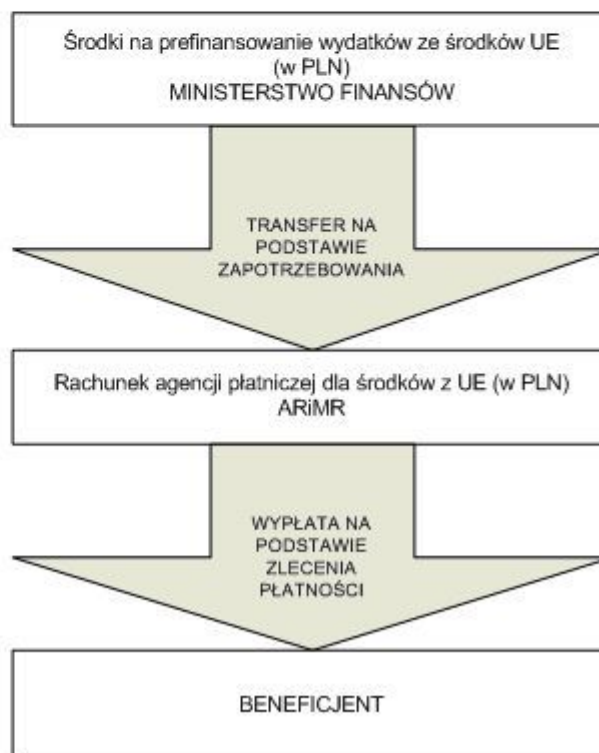 Środki na prefinansowanie wydatków ze środków UE
(w PLN)
MINISTERSTWO FINANSÓW
TRANSFER NA
PODSTAWIE
ZAPOTRZEBOWANIA
Rachunek agencji płatniczej dla środków z UE (w PLN)
ARiMR
WYPŁATA NA
PODSTAWIE
ZLECENIA
PŁATNOŚCI
BENEFICJENT